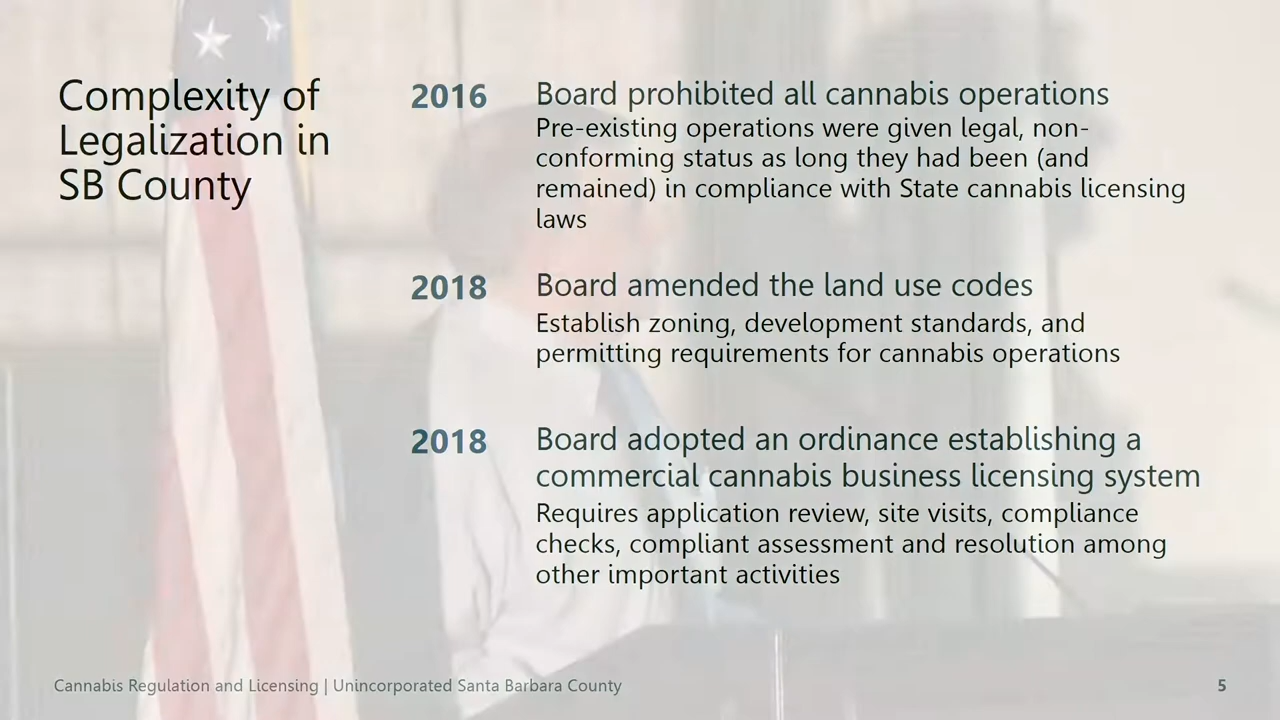 Complexity of
Legalization in
SB County
2016
Board prohibited all cannabis operations
Pre-existing operations were given legal, non-
conforming status as long they had been (and
remained) in compliance with State cannabis licensing
laws
2018
Board amended the land use codes
Establish zoning, development standards, and
permitting requirements for cannabis operations
2018
Board adopted an ordinance establishing a
commercial cannabis business licensing system
Requires application review, site visits, compliance
checks, compliant assessment and resolution among
other important activities
Cannabis Regulation and Licensing | Unincorporated Santa Barbara County
5